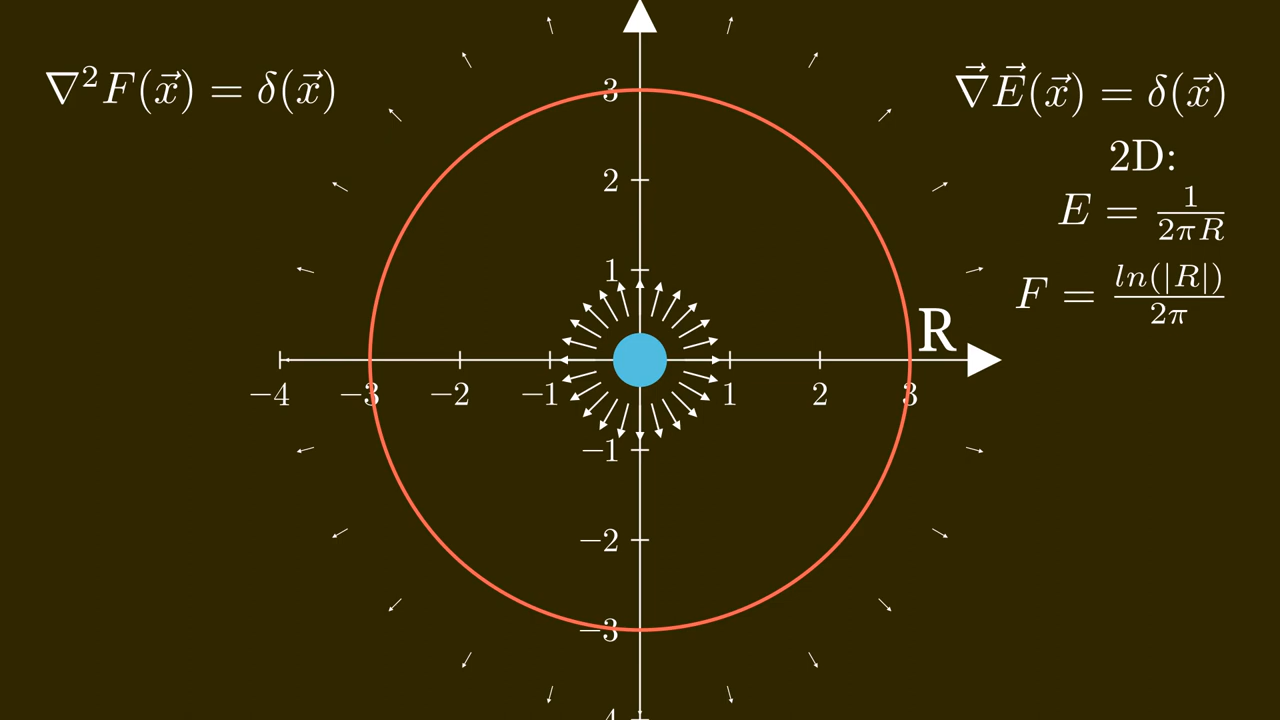 ∇²F(x⃗) = δ(x⃗)
∇⃗E⃗(x⃗) = δ(x⃗)
2D:
E = 1/2πR
F = ln(|R|)/2π
3
2
1
R
−4 −3 −2 −1 1 2 3
−1
−2
−3
4